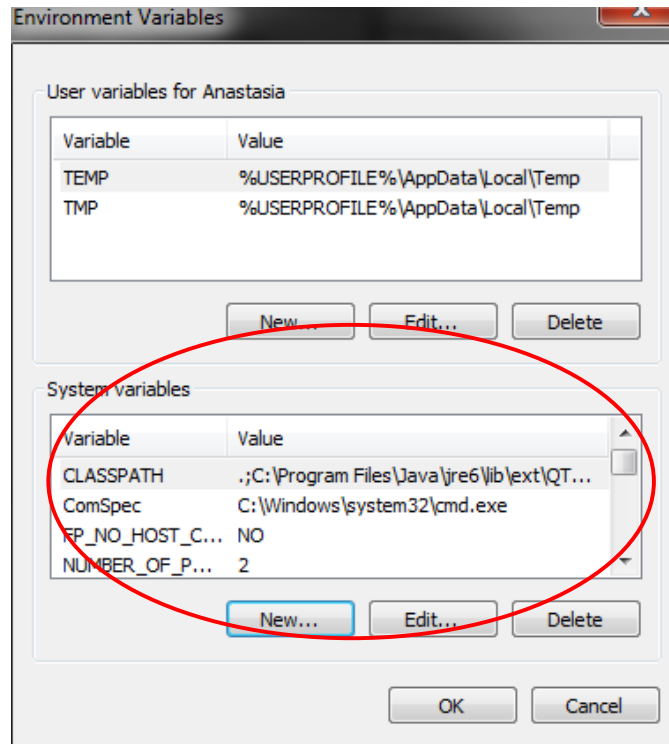 Environment Variables
User variables for Anastasia
Variable Value
TEMP %USERPROFILE%\AppData\Local\Temp
TMP %USERPROFILE%\AppData\Local\Temp
New... Edit... Delete
System variables
Variable Value
CLASSPATH .;C:\Program Files\Java\jre6\lib\ext\QT...
ComSpec C:\Windows\system32\cmd.exe
FP_NO_HOST_C... NO
NUMBER_OF_P... 2
New... Edit... Delete
OK Cancel